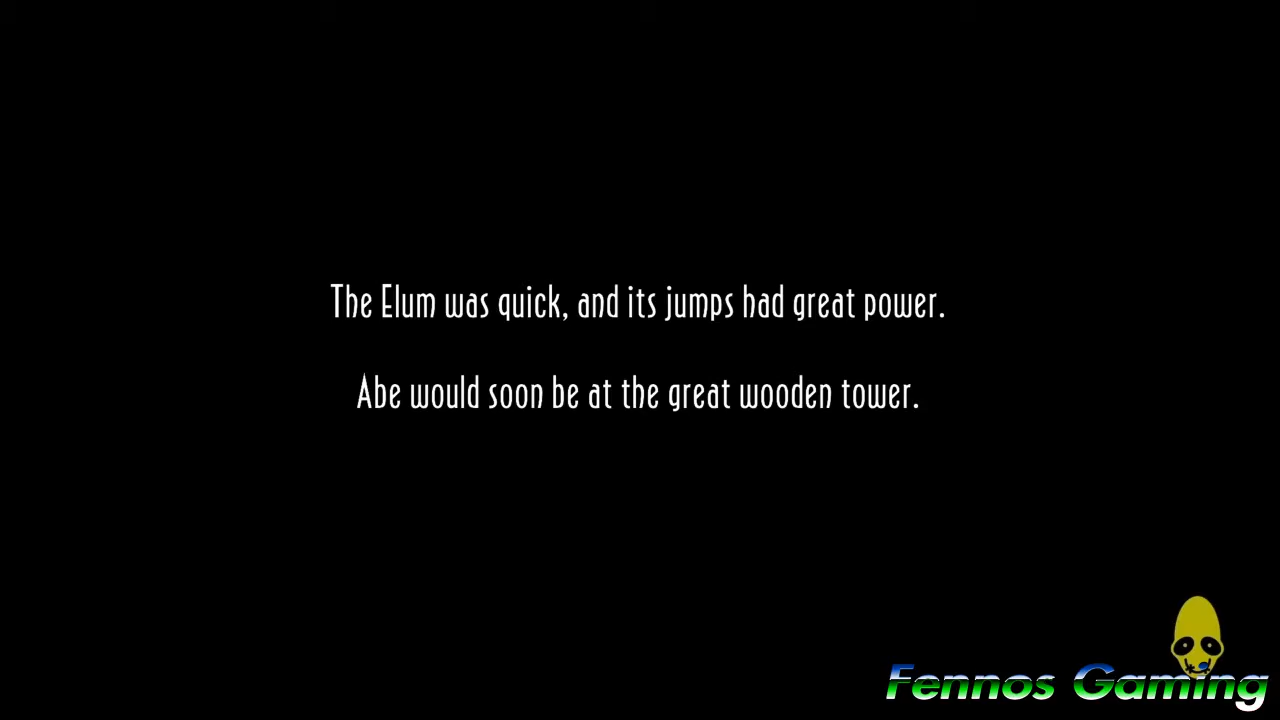 The Elum was quick, and its jumps had great power.
Abe would soon be at the great wooden tower.
Fennos Gaming